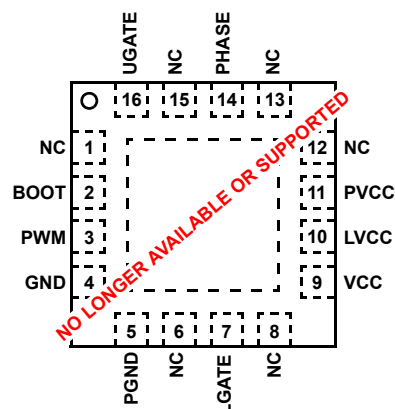 UGATE
NC
PHASE
NC
16 15 14 13
NC 1 12 NC
BOOT 2 11 PVCC
PWM 3 10 LVCC
GND 4 9 VCC
NO LONGER AVAILABLE OR SUPPORTED
5 6 7 8
PGND
NC
LGATE
NC